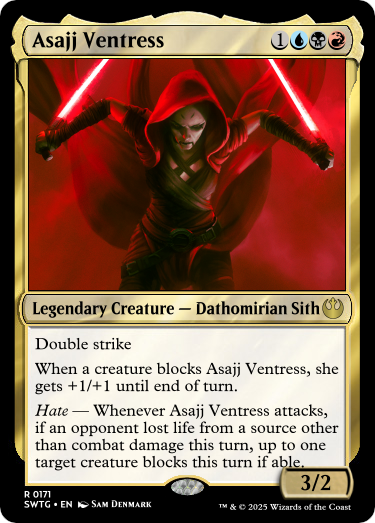 Asajj Ventress 1
Legendary Creature — Dathomirian Sith
Double strike
When a creature blocks Asajj Ventress, she
gets +1/+1 until end of turn.
Hate — Whenever Asajj Ventress attacks,
if an opponent lost life from a source other
than combat damage this turn, up to one
target creature blocks this turn if able.
3/2
R 0171
SWTG • EN Sam Denmark
™ & © 2025 Wizards of the Coast